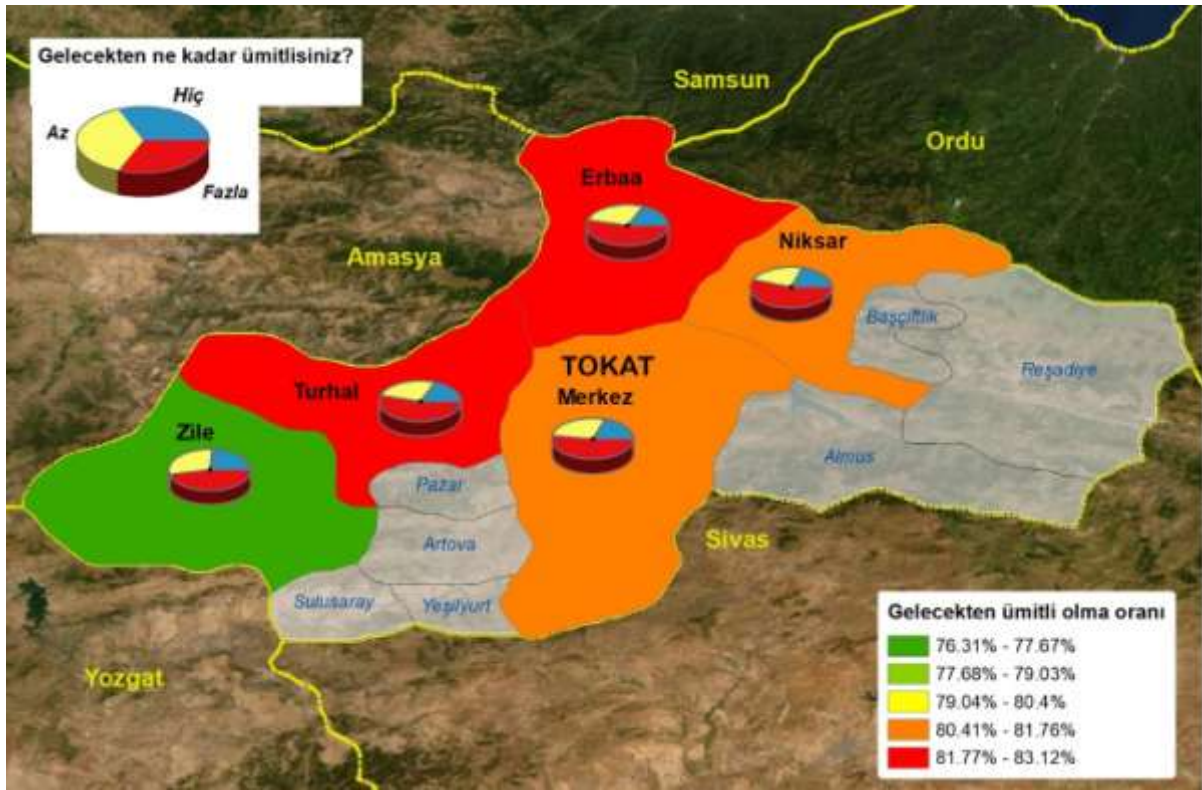 Gelecekten ne kadar ümitlisiniz?
Hiç
Az
Fazla
Samsun
Ordu
Erbaa
Niksar
Amasya
Başçiftlik
TOKAT
Merkez
Reşadiye
Turhal
Zile
Almus
Pazar
Artova
Sivas
Sulusaray
Yeşilyurt
Yozgat
Gelecekten ümitli olma oranı
76.31% - 77.67%
77.68% - 79.03%
79.04% - 80.4%
80.41% - 81.76%
81.77% - 83.12%